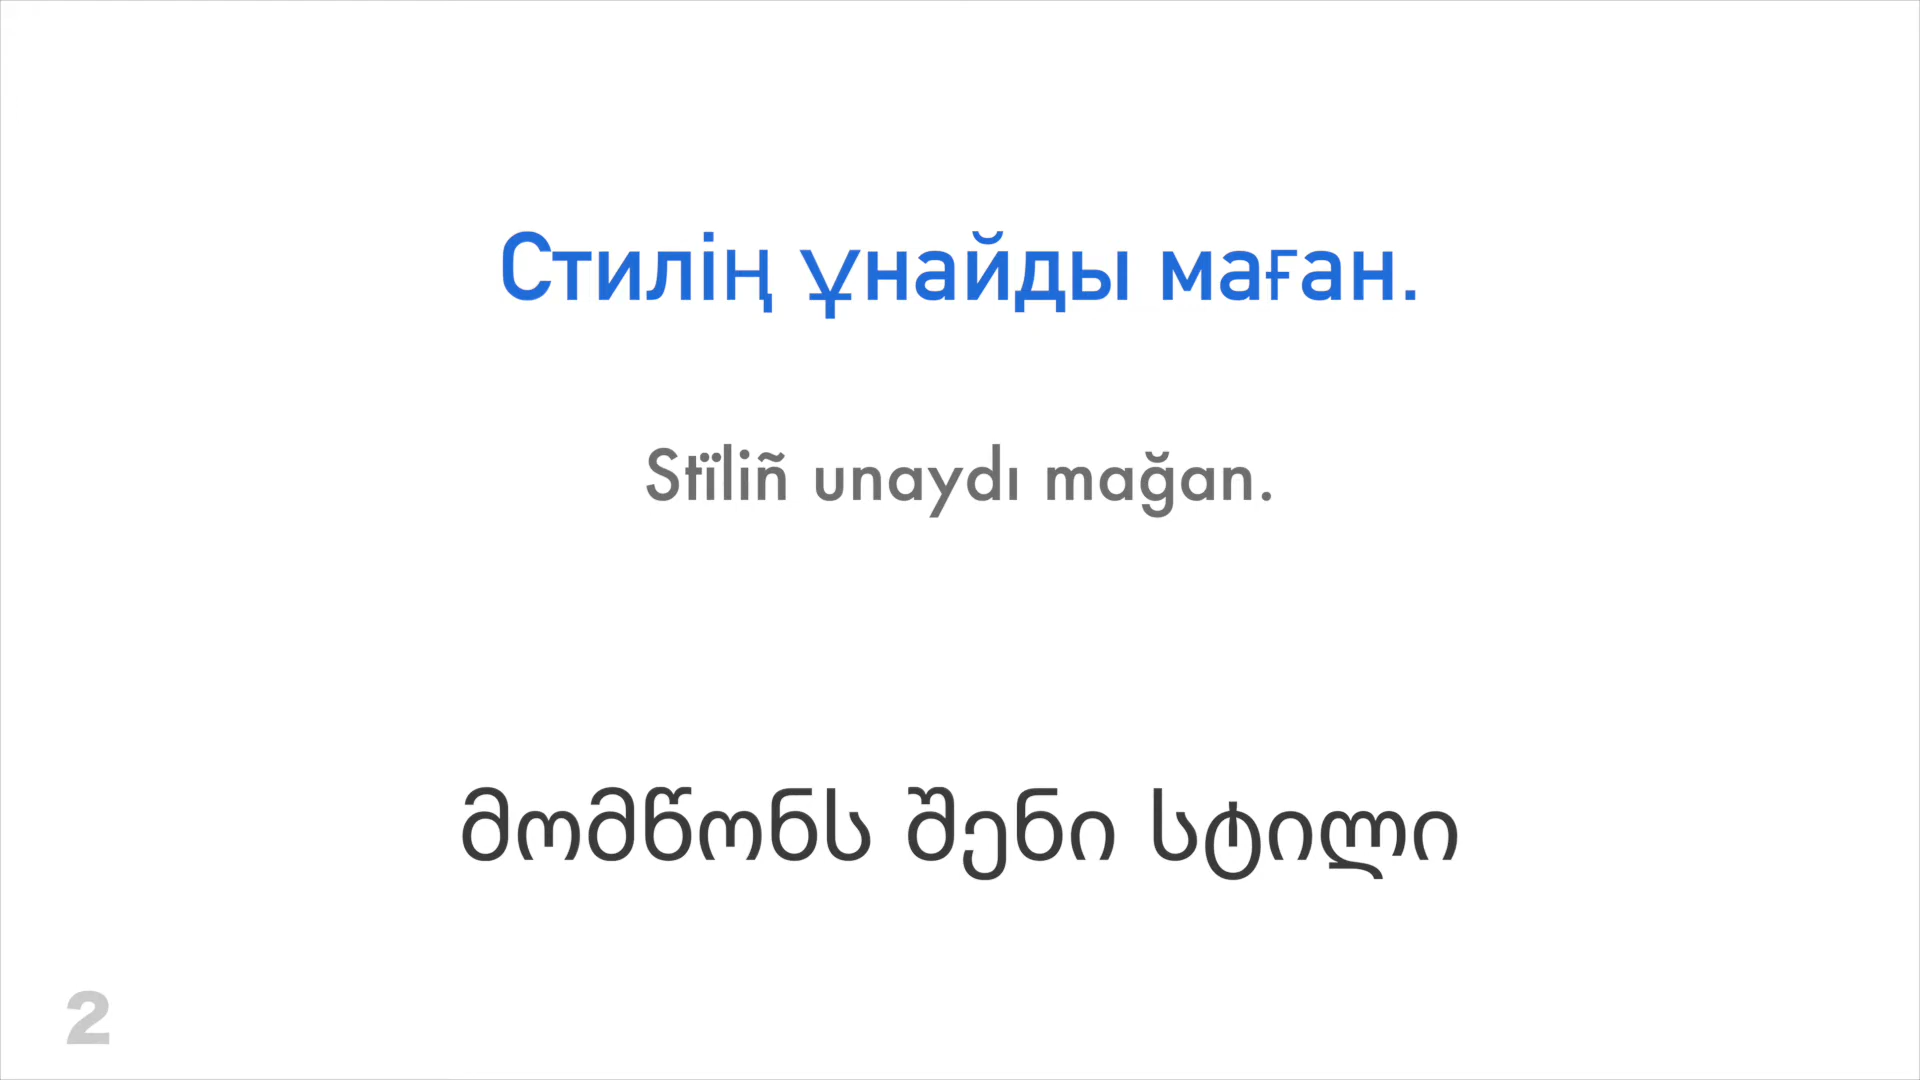 Стилің ұнайды маған.
Stïliñ unaydı mağan.
მომწონს შენი სტილი
2